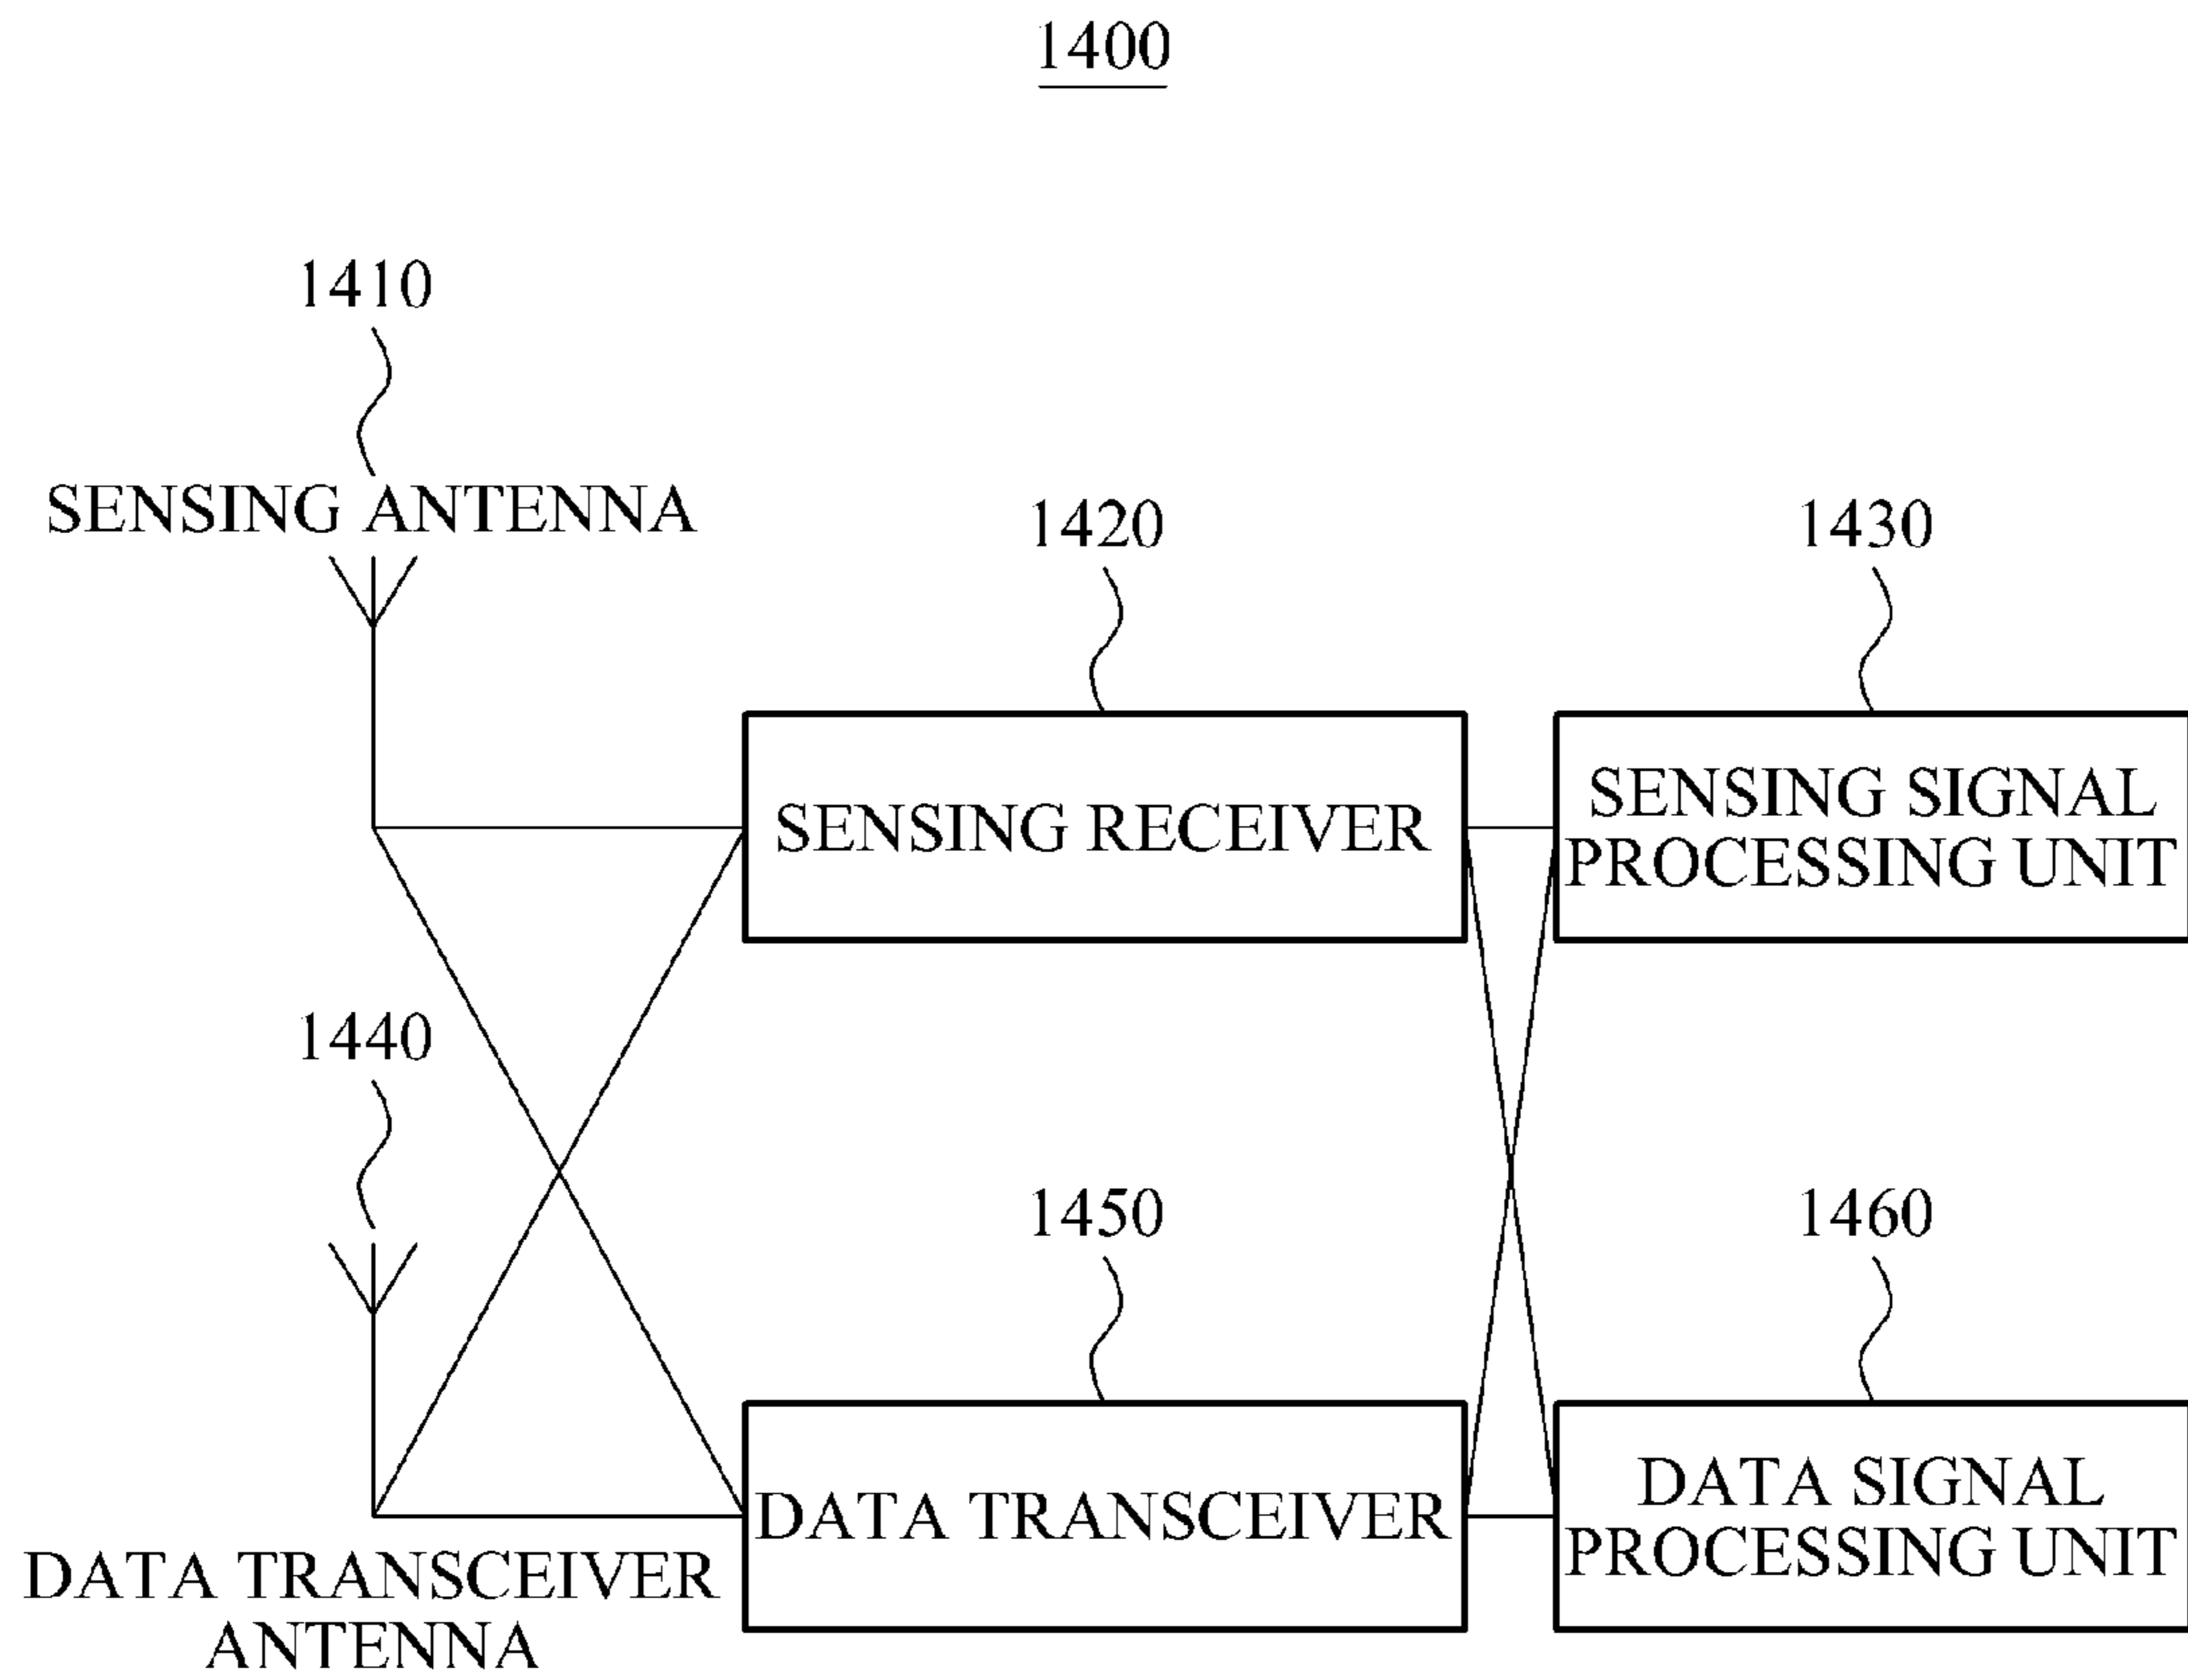 1400
1410
SENSING ANTENNA
1420
1430
SENSING RECEIVER
SENSING SIGNAL
PROCESSING UNIT
1440
1450
1460
DATA TRANSCEIVER
ANTENNA
DATA TRANSCEIVER
DATA SIGNAL
PROCESSING UNIT